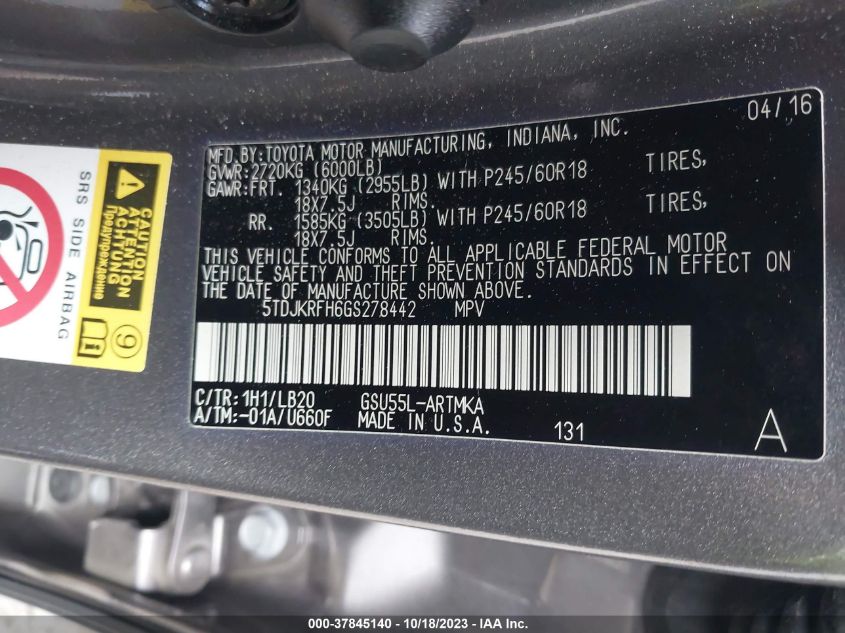 04/16
MFD.BY:TOYOTA MOTOR MANUFACTURING, INDIANA, INC.
GVWR:2720KG (6000LB)
GAWR:FRT. 1340KG (2955LB) WITH P245/60R18 TIRES,
18X7.5J RIMS.
RR. 1585KG (3505LB) WITH P245/60R18 TIRES,
18X7.5J RIMS.
THIS VEHICLE CONFORMS TO ALL APPLICABLE FEDERAL MOTOR
VEHICLE SAFETY AND THEFT PREVENTION STANDARDS IN EFFECT ON
THE DATE OF MANUFACTURE SHOWN ABOVE.
5TDJKRFH6GS278442 MPV
C/TR:1H1/LB20 GSU55L-ARTMKA
A/TM:-01A/U660F MADE IN U.S.A. 131
A
SRS SIDE AIRBAG
CAUTION
ATTENTION
ACHTUNG
Предупреждение
9
000-37845140 - 10/18/2023 - IAA Inc.